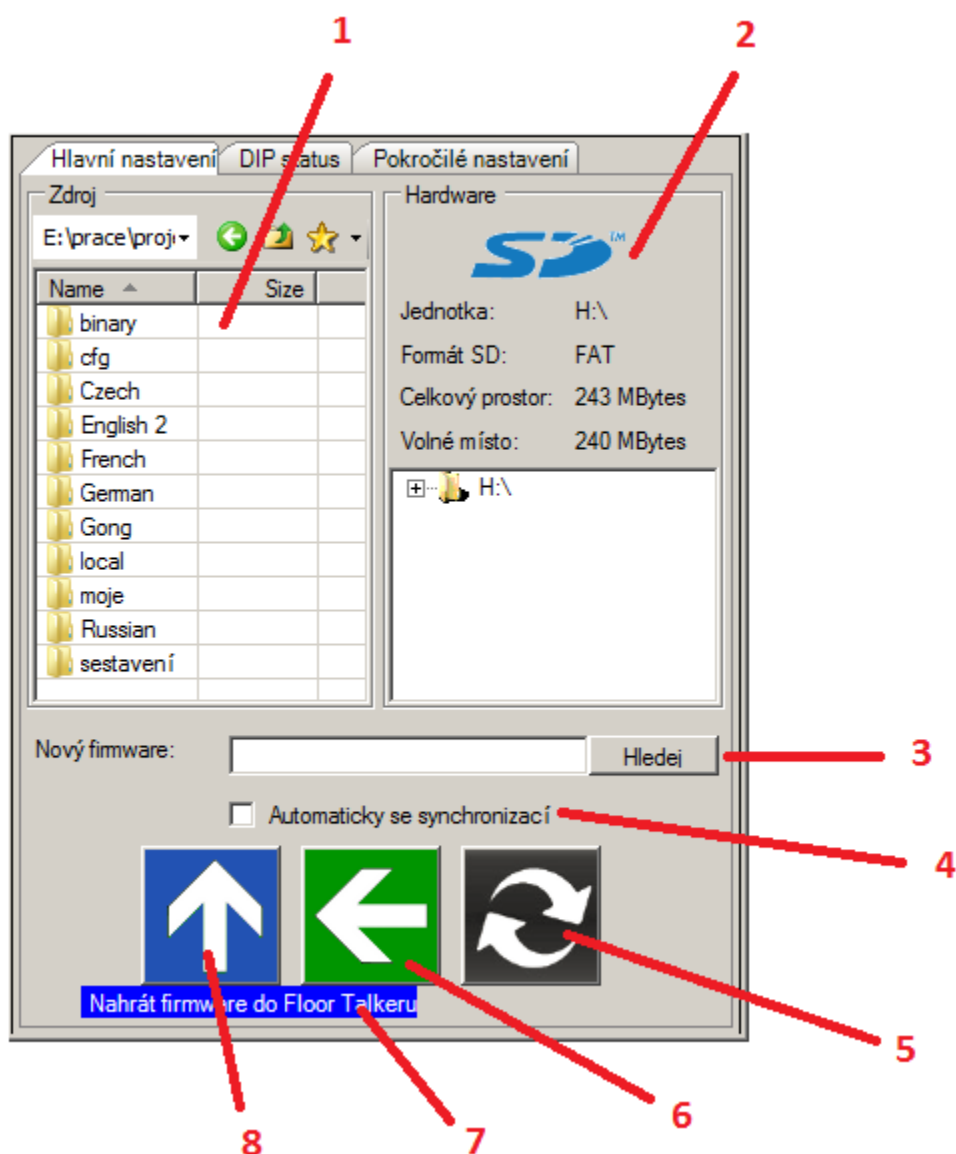 1
2
Hlavní nastavení DIP status Pokročilé nastavení
Zdroj
E:\prace\proj
Name Size
binary
cfg
Czech
English 2
French
German
Gong
local
moje
Russian
sestavení
Hardware
SD TM
Jednotka: H:\
Formát SD: FAT
Celkový prostor: 243 MBytes
Volné místo: 240 MBytes
H:\
Nový firmware: Hledej
3
Automaticky se synchronizací
4
Nahrát firmware do Floor Talkeru
5
6
7
8